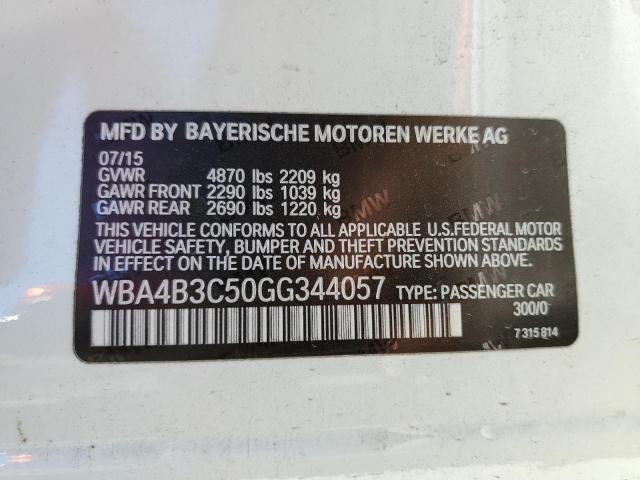 MFD BY BAYERISCHE MOTOREN WERKE AG
07/15
GVWR 4870 lbs 2209 kg
GAWR FRONT 2290 lbs 1039 kg
GAWR REAR 2690 lbs 1220 kg
THIS VEHICLE CONFORMS TO ALL APPLICABLE U.S.FEDERAL MOTOR
VEHICLE SAFETY, BUMPER AND THEFT PREVENTION STANDARDS
IN EFFECT ON THE DATE OF MANUFACTURE SHOWN ABOVE.
WBA4B3C50GG344057 TYPE: PASSENGER CAR
300/0
7 315 814